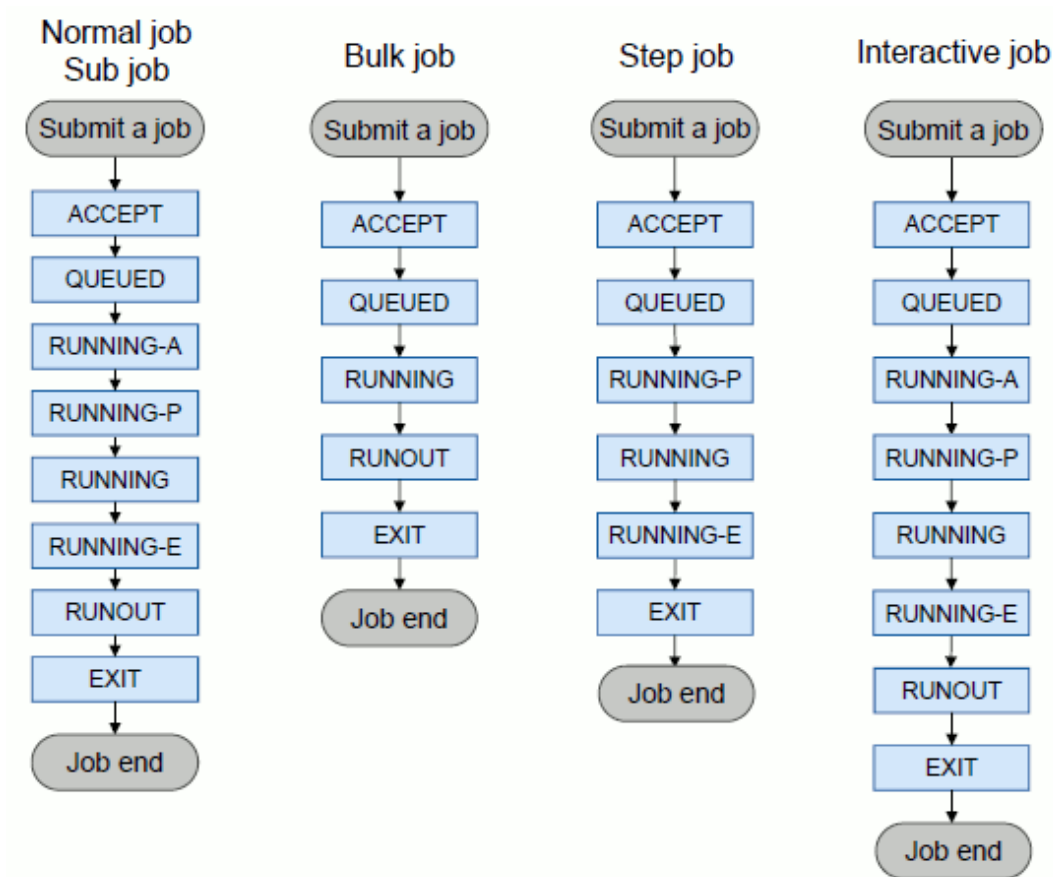 Normal job
Sub job
Submit a job
ACCEPT
QUEUED
RUNNING-A
RUNNING-P
RUNNING
RUNNING-E
RUNOUT
EXIT
Job end
Bulk job
Submit a job
ACCEPT
QUEUED
RUNNING
RUNOUT
EXIT
Job end
Step job
Submit a job
ACCEPT
QUEUED
RUNNING-P
RUNNING
RUNNING-E
EXIT
Job end
Interactive job
Submit a job
ACCEPT
QUEUED
RUNNING-A
RUNNING-P
RUNNING
RUNNING-E
RUNOUT
EXIT
Job end